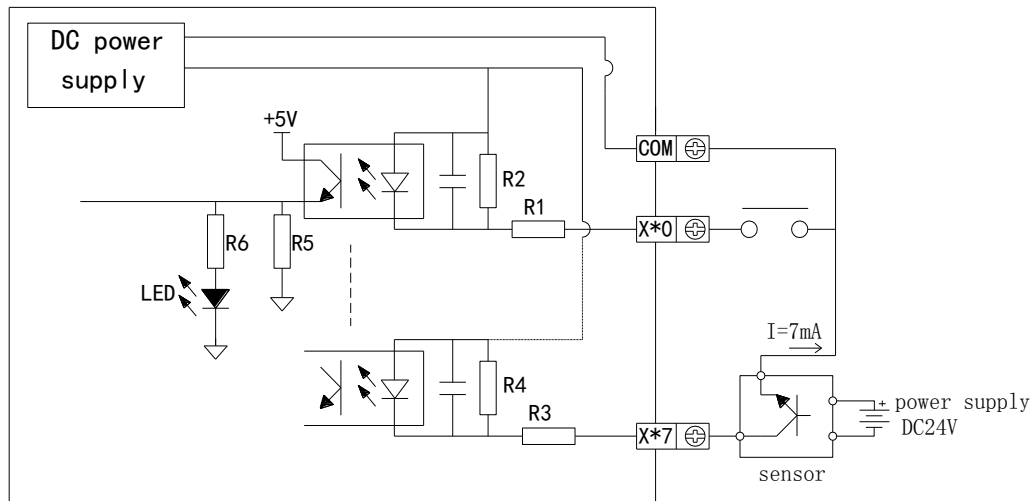 DC power
supply
+5V
COM
R2
R1
X*0
R6
R5
LED
I=7mA
R4
R3
+ power supply
DC24V
X*7
sensor